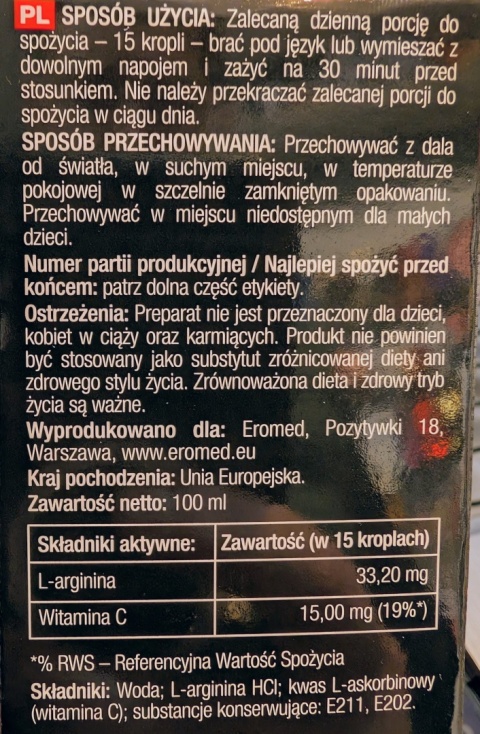 PL SPOSÓB UŻYCIA: Zalecaną dzienną porcję do
spożycia – 15 kropli – brać pod język lub wymieszać z
dowolnym napojem i zażyć na 30 minut przed
stosunkiem. Nie należy przekraczać zalecanej porcji do
spożycia w ciągu dnia.
SPOSÓB PRZECHOWYWANIA: Przechowywać z dala
od światła, w suchym miejscu, w temperaturze
pokojowej w szczelnie zamkniętym opakowaniu.
Przechowywać w miejscu niedostępnym dla małych
dzieci.
Numer partii produkcyjnej / Najlepiej spożyć przed
końcem: patrz dolna część etykiety.
Ostrzeżenia: Preparat nie jest przeznaczony dla dzieci,
kobiet w ciąży oraz karmiących. Produkt nie powinien
być stosowany jako substytut zróżnicowanej diety ani
zdrowego stylu życia. Zrównoważona dieta i zdrowy tryb
życia są ważne.
Wyprodukowano dla: Eromed, Pozytywki 18,
Warszawa, www.eromed.eu
Kraj pochodzenia: Unia Europejska.
Zawartość netto: 100 ml
Składniki aktywne: Zawartość (w 15 kroplach)
L-arginina 33,20 mg
Witamina C 15,00 mg (19%*)
*% RWS – Referencyjna Wartość Spożycia
Składniki: Woda; L-arginina HCl; kwas L-askorbinowy
(witamina C); substancje konserwujące: E211, E202.